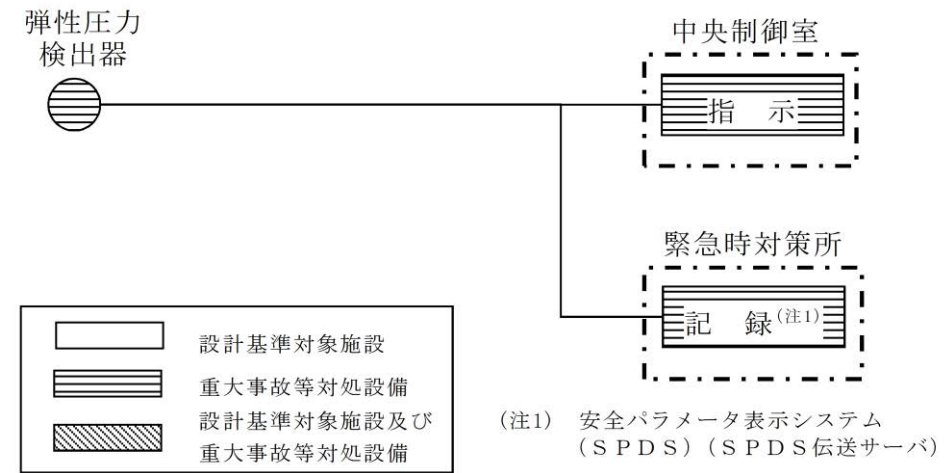 弾性圧力
検出器
中央制御室
指 示
緊急時対策所
記 録(注1)
設計基準対象施設
重大事故等対処設備
設計基準対象施設及び
重大事故等対処設備
(注1) 安全パラメータ表示システム
(SPDS)(SPDS伝送サーバ)